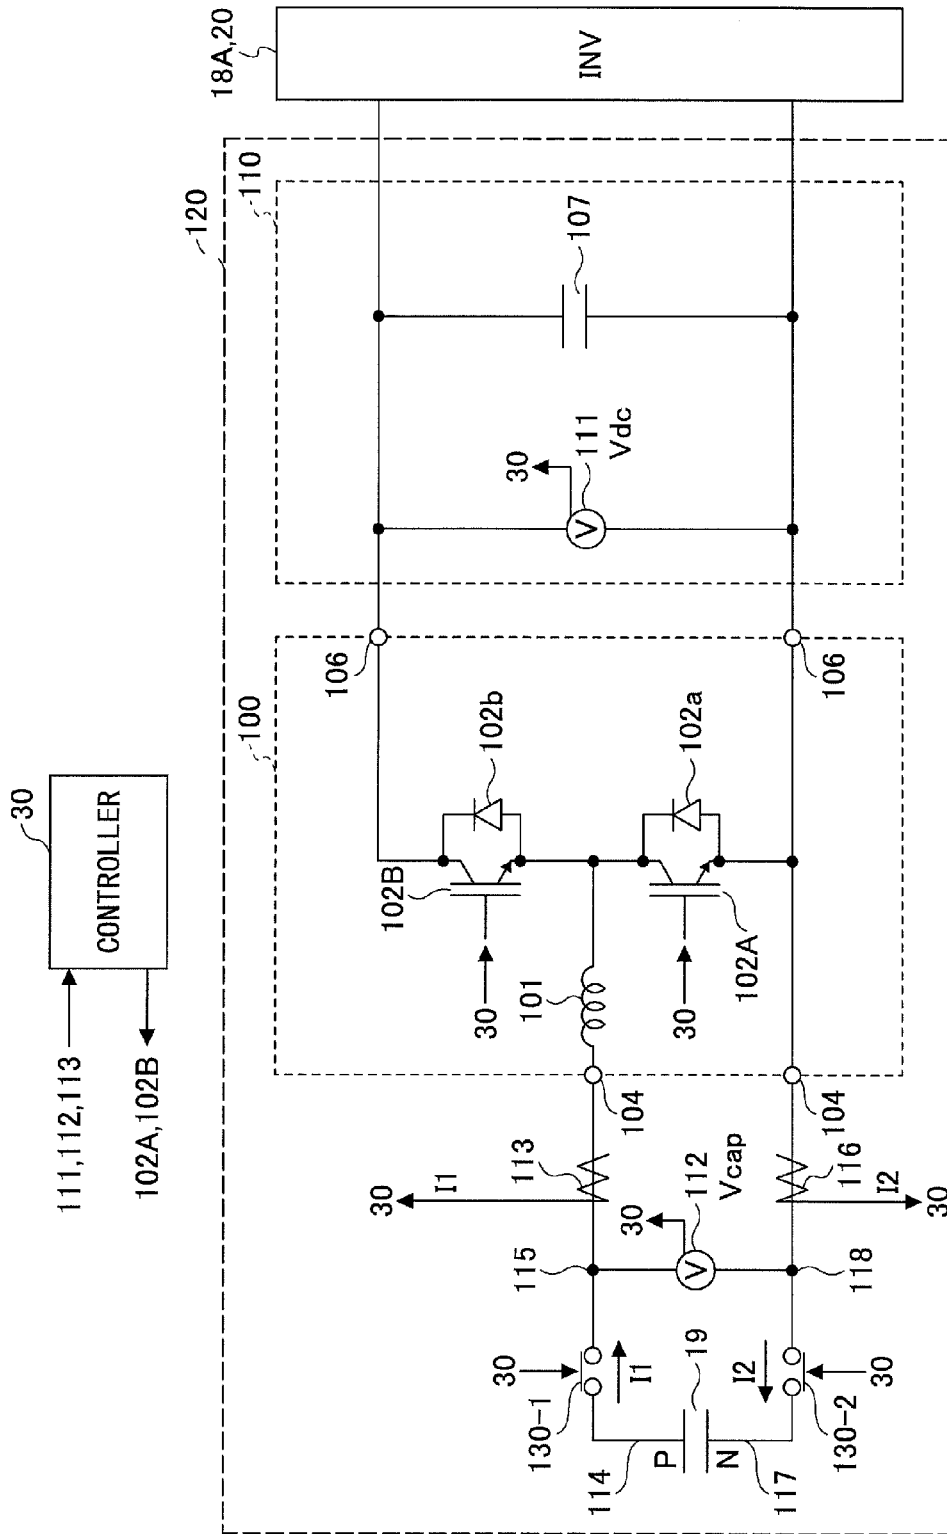 30
CONTROLLER
111,112,113
102A,102B
120
18A,20
INV
100
110
106
107
102B
102b
30
111
Vdc
30
101
102a
30
102A
106
104
104
30
I1
113
115
30
112
Vcap
116
I2
30
118
30
130-1
I1
114
P
19
N
I2
117
130-2
30